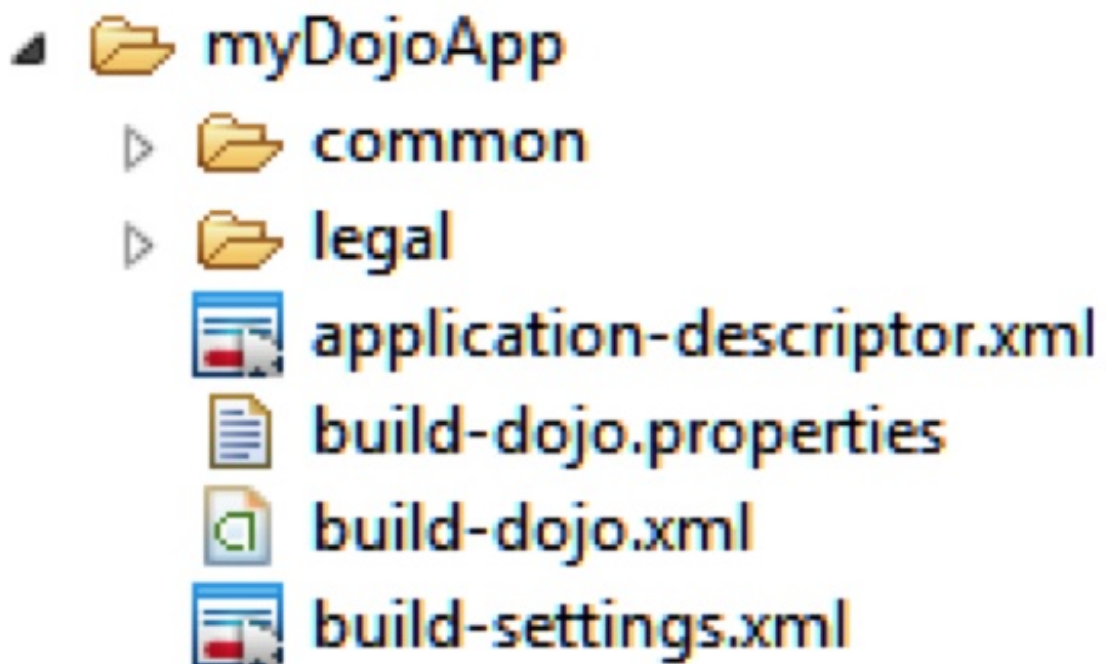 myDojoApp
common
legal
application-descriptor.xml
build-dojo.properties
build-dojo.xml
build-settings.xml